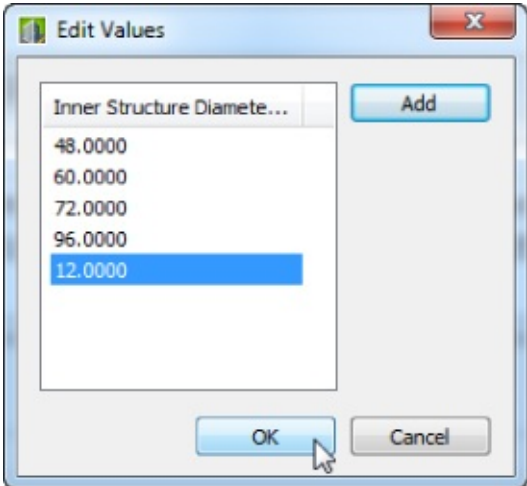 Edit Values
Inner Structure Diamete...
Add
48.0000
60.0000
72.0000
96.0000
12.0000
OK
Cancel